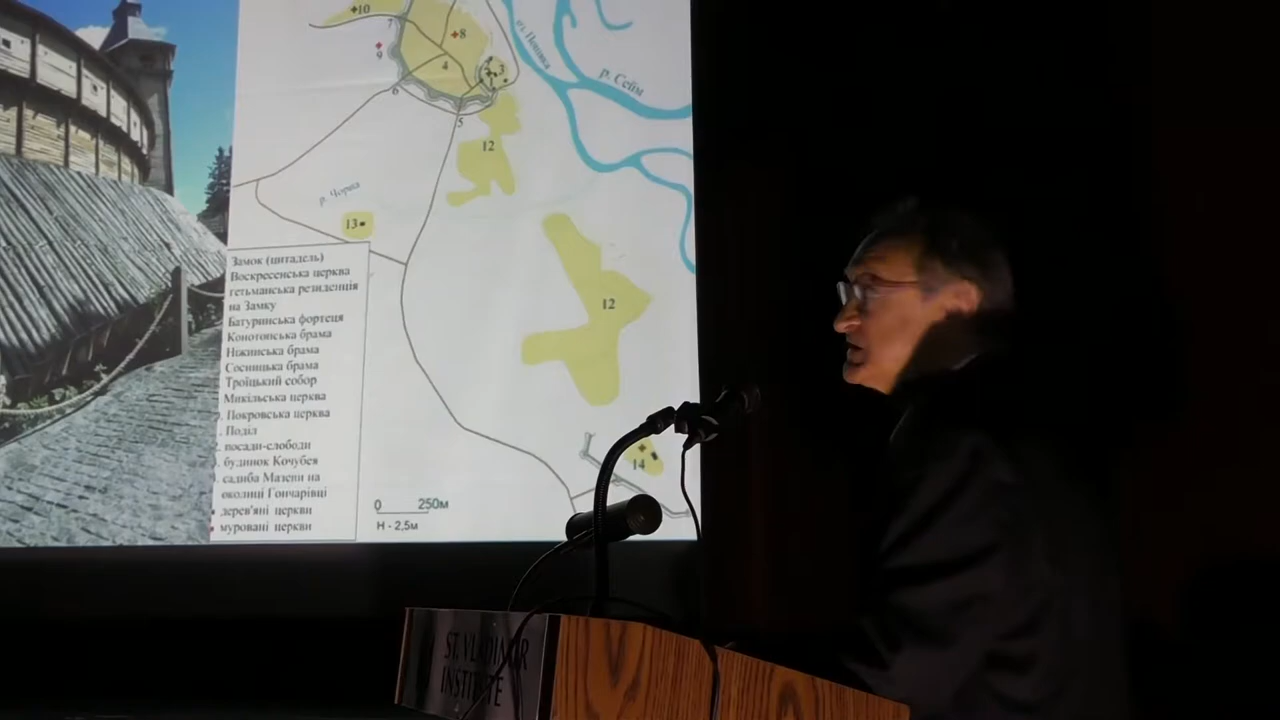 10
7
8
9
4
3
6
5
оз. Поповка
р. Сейм
12
р. Чорна
13
12
14
Замок (цитадель)
Воскресенська церква
гетьманська резиденція
на Замку
Батуринська фортеця
Конотопська брама
Ніжинська брама
Сосницька брама
Троїцький собор
Микільська церква
Покровська церква
Поділ
посади-слободи
будинок Кочубея
садиба Мазепи на
околиці Гончарівці
дерев'яні церкви
муровані церкви
0 250м
Н - 2,5м
ST. VLADIMIR
INSTITUTE